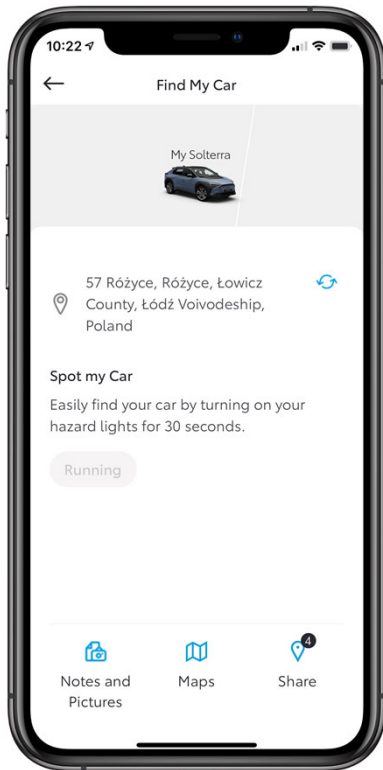 10:22
Find My Car
My Solterra
57 Różyce, Różyce, Łowicz
County, Łódź Voivodeship,
Poland
Spot my Car
Easily find your car by turning on your
hazard lights for 30 seconds.
Running
4
Notes and
Pictures
Maps
Share